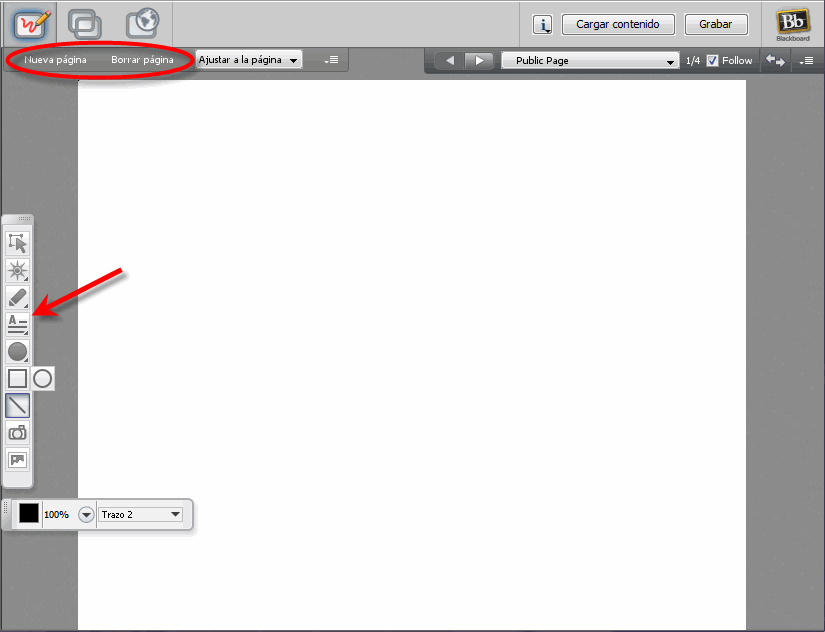 Cargar contenido
Grabar
Bb
Blackboard
Nueva página
Borrar página
Ajustar a la página
Public Page
1/4
Follow
A
100%
Trazo 2